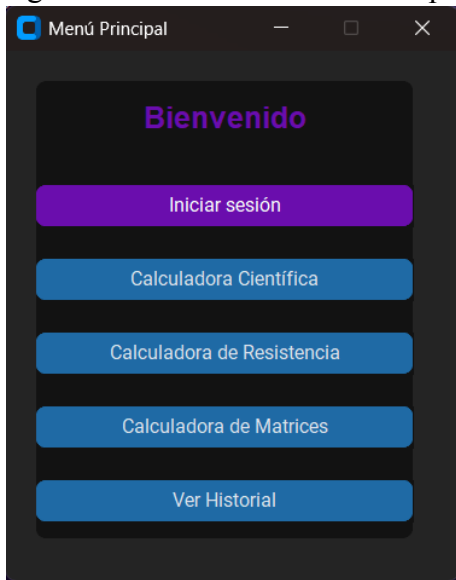 Menú Principal
Bienvenido
Iniciar sesión
Calculadora Científica
Calculadora de Resistencia
Calculadora de Matrices
Ver Historial